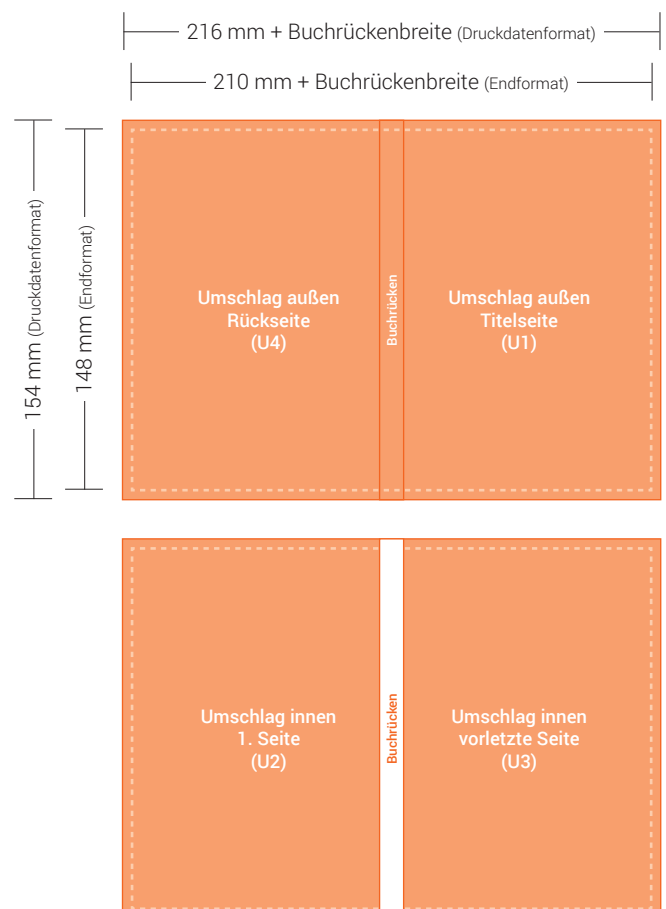 216 mm + Buchrückenbreite (Druckdatenformat)
210 mm + Buchrückenbreite (Endformat)
154 mm (Druckdatenformat)
148 mm (Endformat)
Umschlag außen
Rückseite
(U4)
Buchrücken
Umschlag außen
Titelseite
(U1)
Umschlag innen
1. Seite
(U2)
Buchrücken
Umschlag innen
vorletzte Seite
(U3)